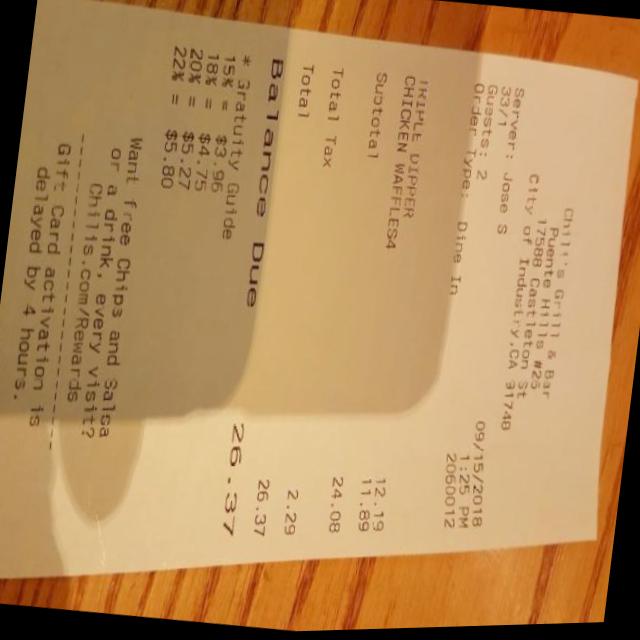 Chili's Grill & Bar
Puente Hills #26
17588 Castleton St
City of Industry,CA 91748
Server: Jose S 09/15/2018
33/1 1:25 PM
Guests: 2 2060012
Order Type: Dine In
TRIPLE DIPPER 12.19
CHICKEN WAFFLES4 11.89
Subtotal 24.08
Total Tax 2.29
Total 26.37
Balance Due 26.37
* Gratuity Guide
15% = $3.96
18% = $4.75
20% = $5.27
22% = $5.80
Want free Chips and Salca
or a drink, every visit?
Chilis.com/Rewards
Gift Card activation is
delayed by 4 hours.